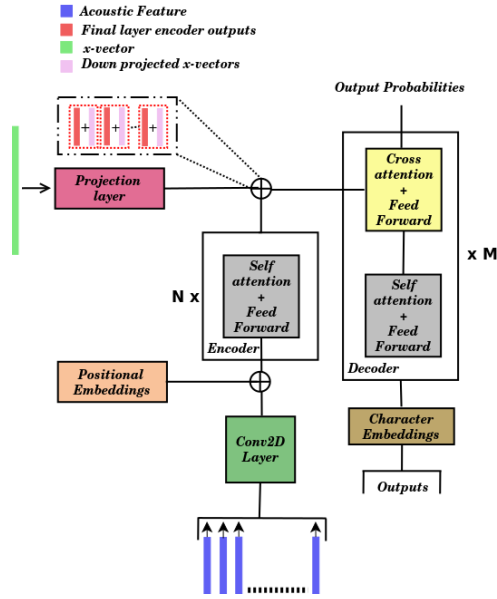 Acoustic Feature
Final layer encoder outputs
x-vector
Down projected x-vectors
Output Probabilities
+ + .. +
Cross
attention
+
Feed
Forward
Projection
layer
x M
N x
Self
attention
+
Feed
Forward
Encoder
Self
attention
+
Feed
Forward
Decoder
Positional
Embeddings
Character
Embeddings
Conv2D
Layer
Outputs